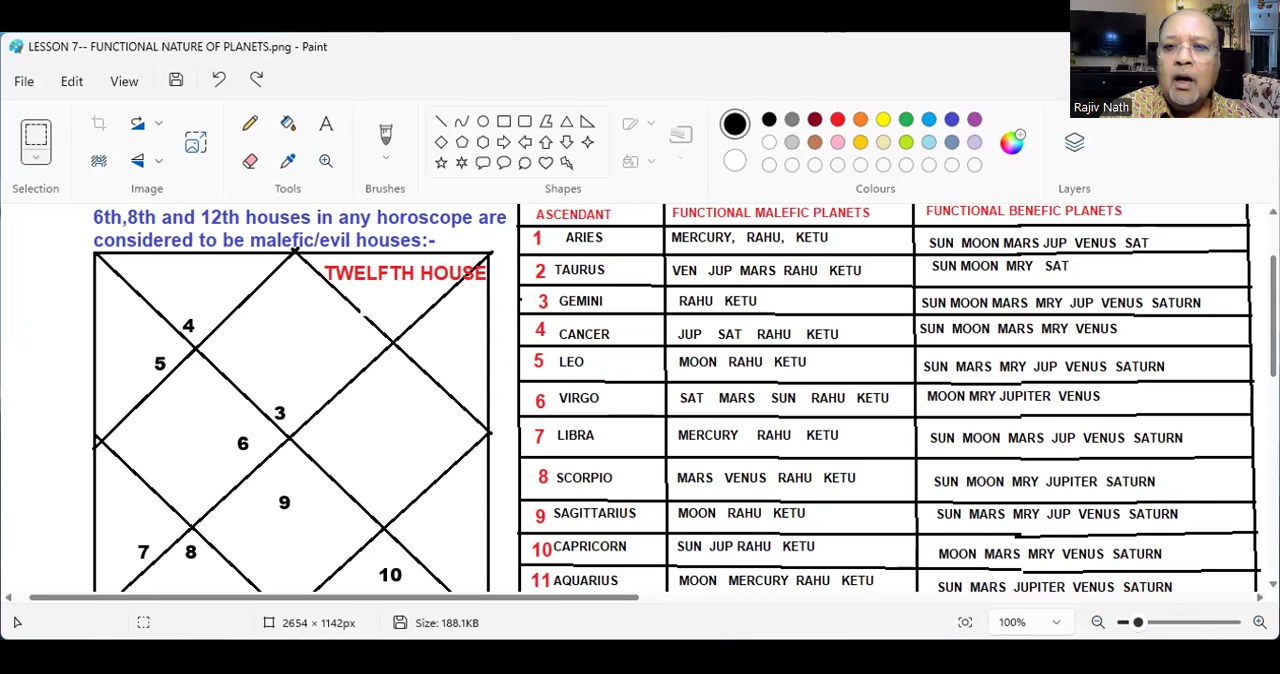 LESSON 7-- FUNCTIONAL NATURE OF PLANETS.png - Paint
File Edit View
Rajiv Nath
Selection Image Tools Brushes Shapes Colours Layers
6th,8th and 12th houses in any horoscope are
considered to be malefic/evil houses:-
TWELFTH HOUSE
4
5
3
6
9
7 8
10
ASCENDANT FUNCTIONAL MALEFIC PLANETS FUNCTIONAL BENEFIC PLANETS
1 ARIES MERCURY, RAHU, KETU SUN MOON MARS JUP VENUS SAT
2 TAURUS VEN JUP MARS RAHU KETU SUN MOON MRY SAT
3 GEMINI RAHU KETU SUN MOON MARS MRY JUP VENUS SATURN
4 CANCER JUP SAT RAHU KETU SUN MOON MARS MRY VENUS
5 LEO MOON RAHU KETU SUN MARS MRY JUP VENUS SATURN
6 VIRGO SAT MARS SUN RAHU KETU MOON MRY JUPITER VENUS
7 LIBRA MERCURY RAHU KETU SUN MOON MARS JUP VENUS SATURN
8 SCORPIO MARS VENUS RAHU KETU SUN MOON MRY JUPITER SATURN
9 SAGITTARIUS MOON RAHU KETU SUN MARS MRY JUP VENUS SATURN
10 CAPRICORN SUN JUP RAHU KETU MOON MARS MRY VENUS SATURN
11 AQUARIUS MOON MERCURY RAHU KETU SUN MARS JUPITER VENUS SATURN
2654 × 1142px Size: 188.1KB 100%